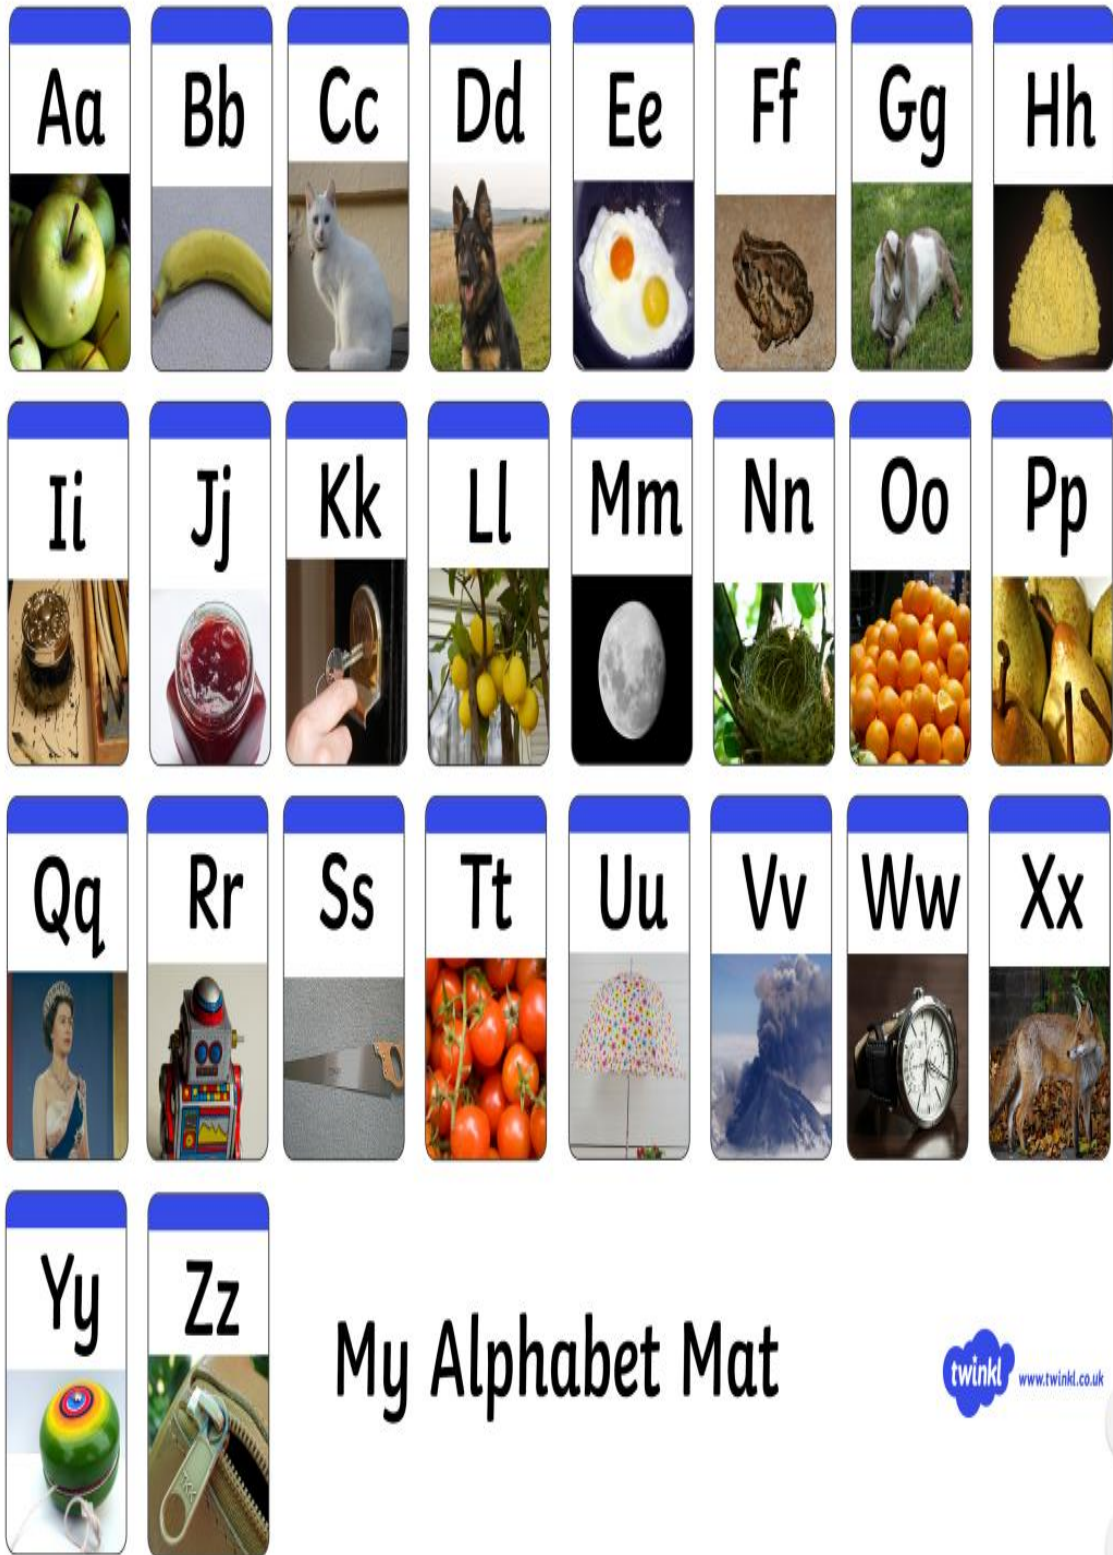 Aa Bb Cc Dd Ee Ff Gg Hh
Ii Jj Kk Ll Mm Nn Oo Pp
Qq Rr Ss Tt Uu Vv Ww Xx
Yy Zz
My Alphabet Mat
twinkl www.twinkl.co.uk